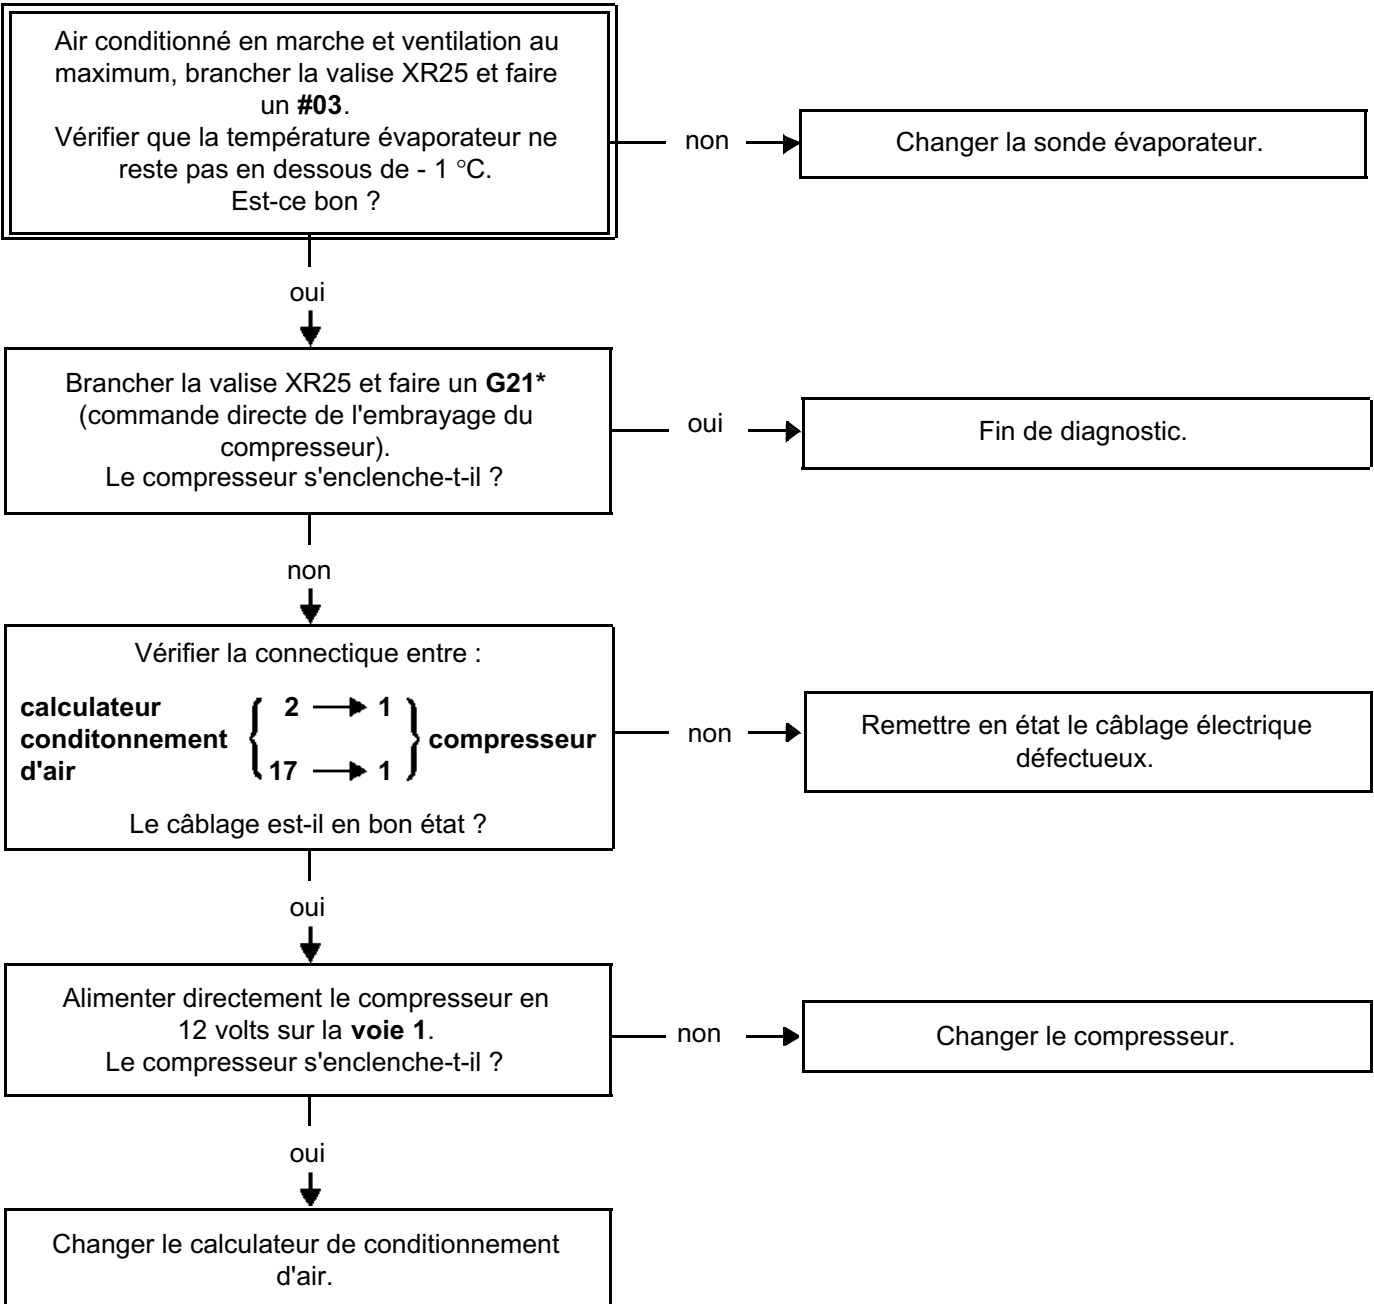 Air conditionné en marche et ventilation au
maximum, brancher la valise XR25 et faire
un #03.
Vérifier que la température évaporateur ne
reste pas en dessous de - 1 °C.
Est-ce bon ?
non
Changer la sonde évaporateur.
oui
Brancher la valise XR25 et faire un G21*
(commande directe de l'embrayage du
compresseur).
Le compresseur s'enclenche-t-il ?
oui
Fin de diagnostic.
non
Vérifier la connectique entre :
calculateur
conditonnement
d'air
2 → 1
17 → 1
compresseur
Le câblage est-il en bon état ?
non
Remettre en état le câblage électrique
défectueux.
oui
Alimenter directement le compresseur en
12 volts sur la voie 1.
Le compresseur s'enclenche-t-il ?
non
Changer le compresseur.
oui
Changer le calculateur de conditionnement
d'air.